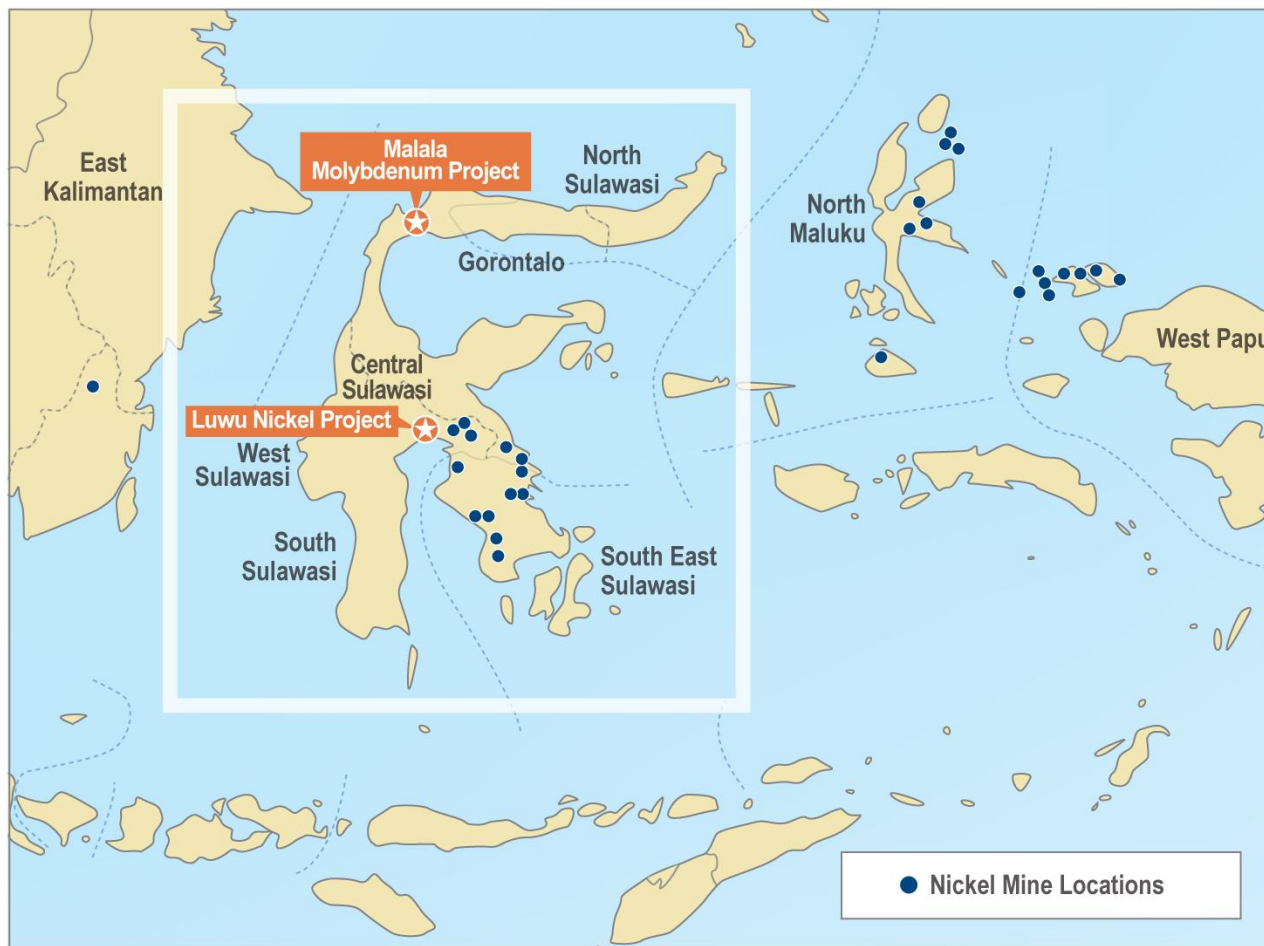 East
Kalimantan
Malala
Molybdenum Project
North
Sulawasi
North
Maluku
Gorontalo
West Papu
Central
Sulawasi
Luwu Nickel Project
West
Sulawasi
South
Sulawasi
South East
Sulawasi
Nickel Mine Locations